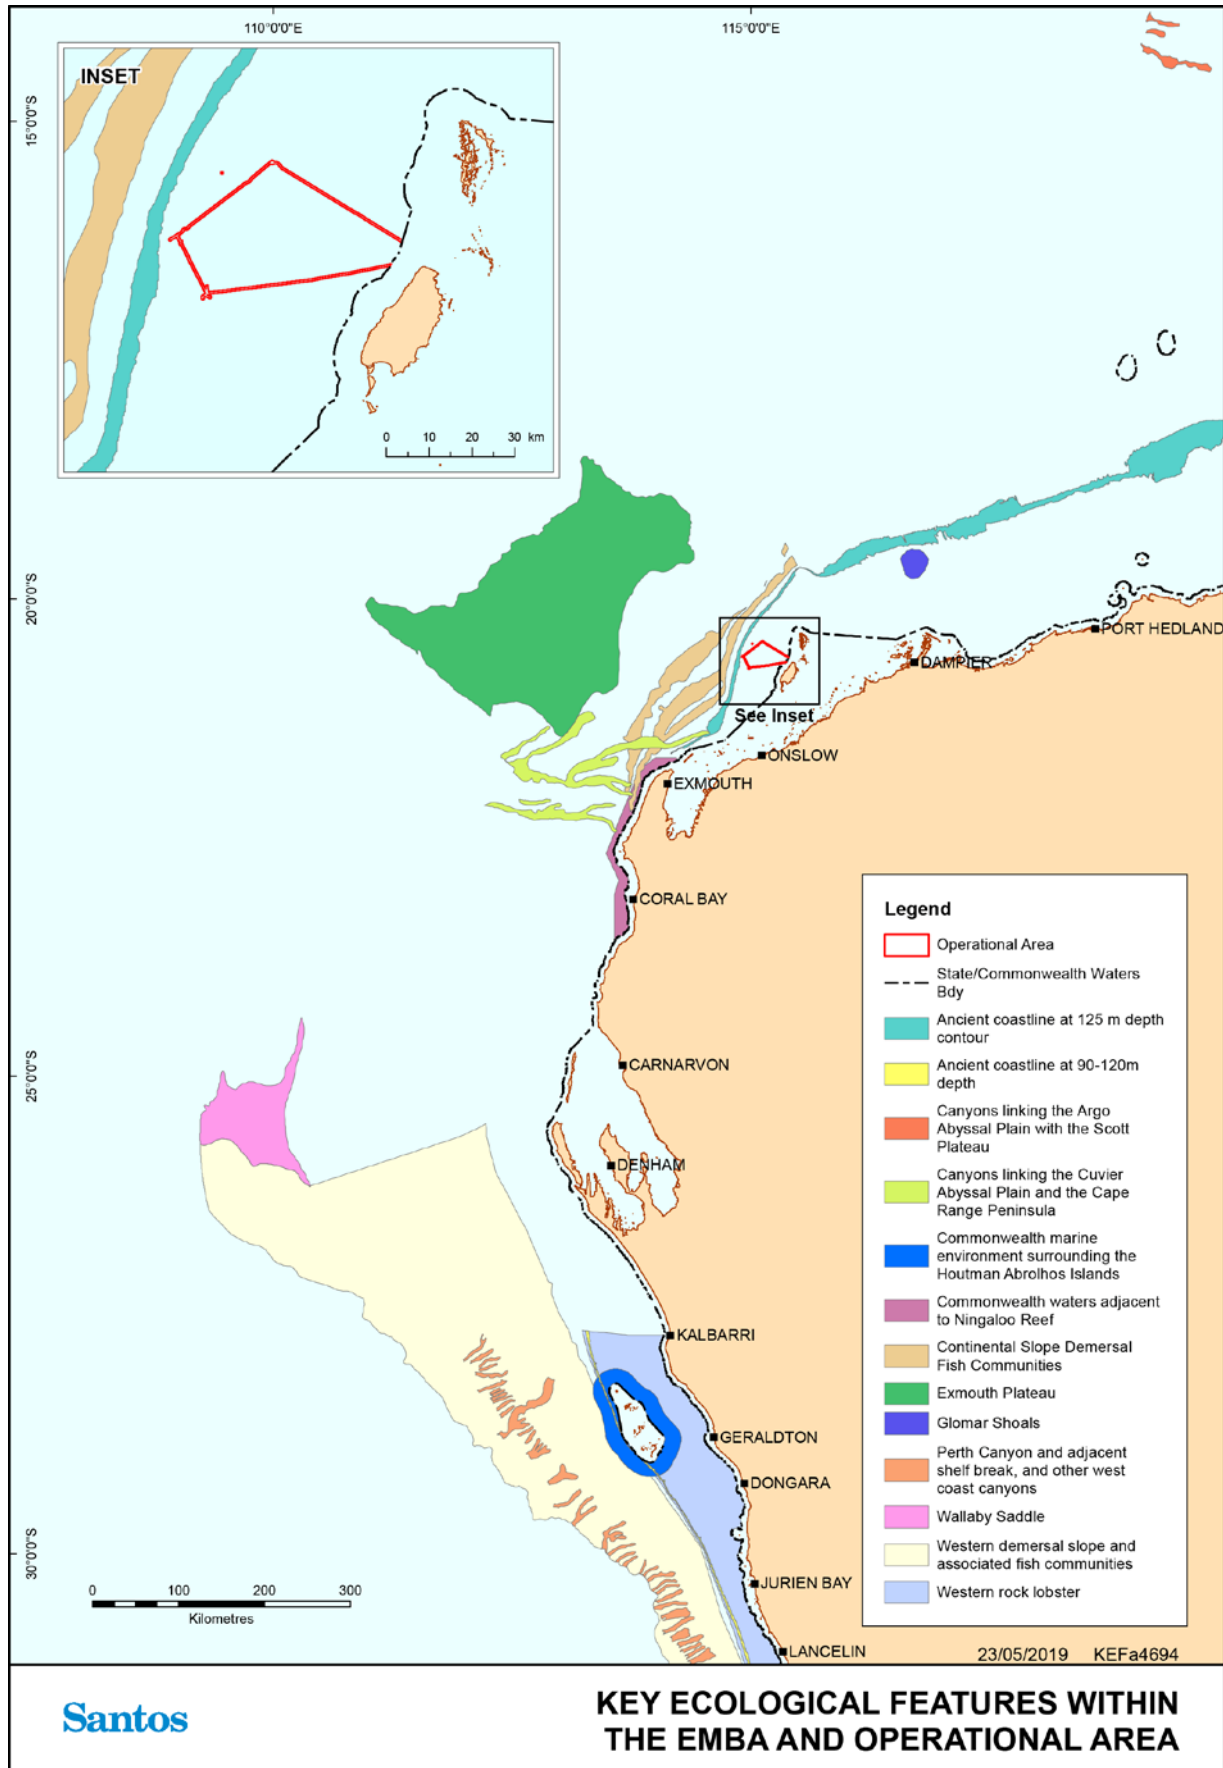 110°0'0"E
115°0'0"E
INSET
15°0'0"S
0 10 20 30 km
20°0'0"S
PORT HEDLAND
DAMPIER
See Inset
ONSLOW
EXMOUTH
CORAL BAY
Legend
Operational Area
State/Commonwealth Waters
Bdy
Ancient coastline at 125 m depth
contour
Ancient coastline at 90-120m
depth
Canyons linking the Argo
Abyssal Plain with the Scott
Plateau
Canyons linking the Cuvier
Abyssal Plain and the Cape
Range Peninsula
Commonwealth marine
environment surrounding the
Houtman Abrolhos Islands
Commonwealth waters adjacent
to Ningaloo Reef
Continental Slope Demersal
Fish Communities
Exmouth Plateau
Glomar Shoals
Perth Canyon and adjacent
shelf break, and other west
coast canyons
Wallaby Saddle
Western demersal slope and
associated fish communities
Western rock lobster
25°0'0"S
CARNARVON
DENHAM
KALBARRI
GERALDTON
DONGARA
30°0'0"S
JURIEN BAY
0 100 200 300
Kilometres
LANCELIN
23/05/2019 KEFa4694
Santos
KEY ECOLOGICAL FEATURES WITHIN
THE EMBA AND OPERATIONAL AREA